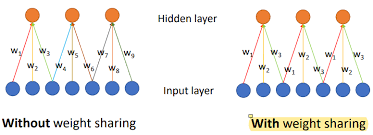 Hidden layer
w1 w3 w5 w7 w9
w1 w3 w2 w1 w3
w2 w4 w6 w8
w2 w1 w3 w2
Input layer
Without weight sharing
With weight sharing